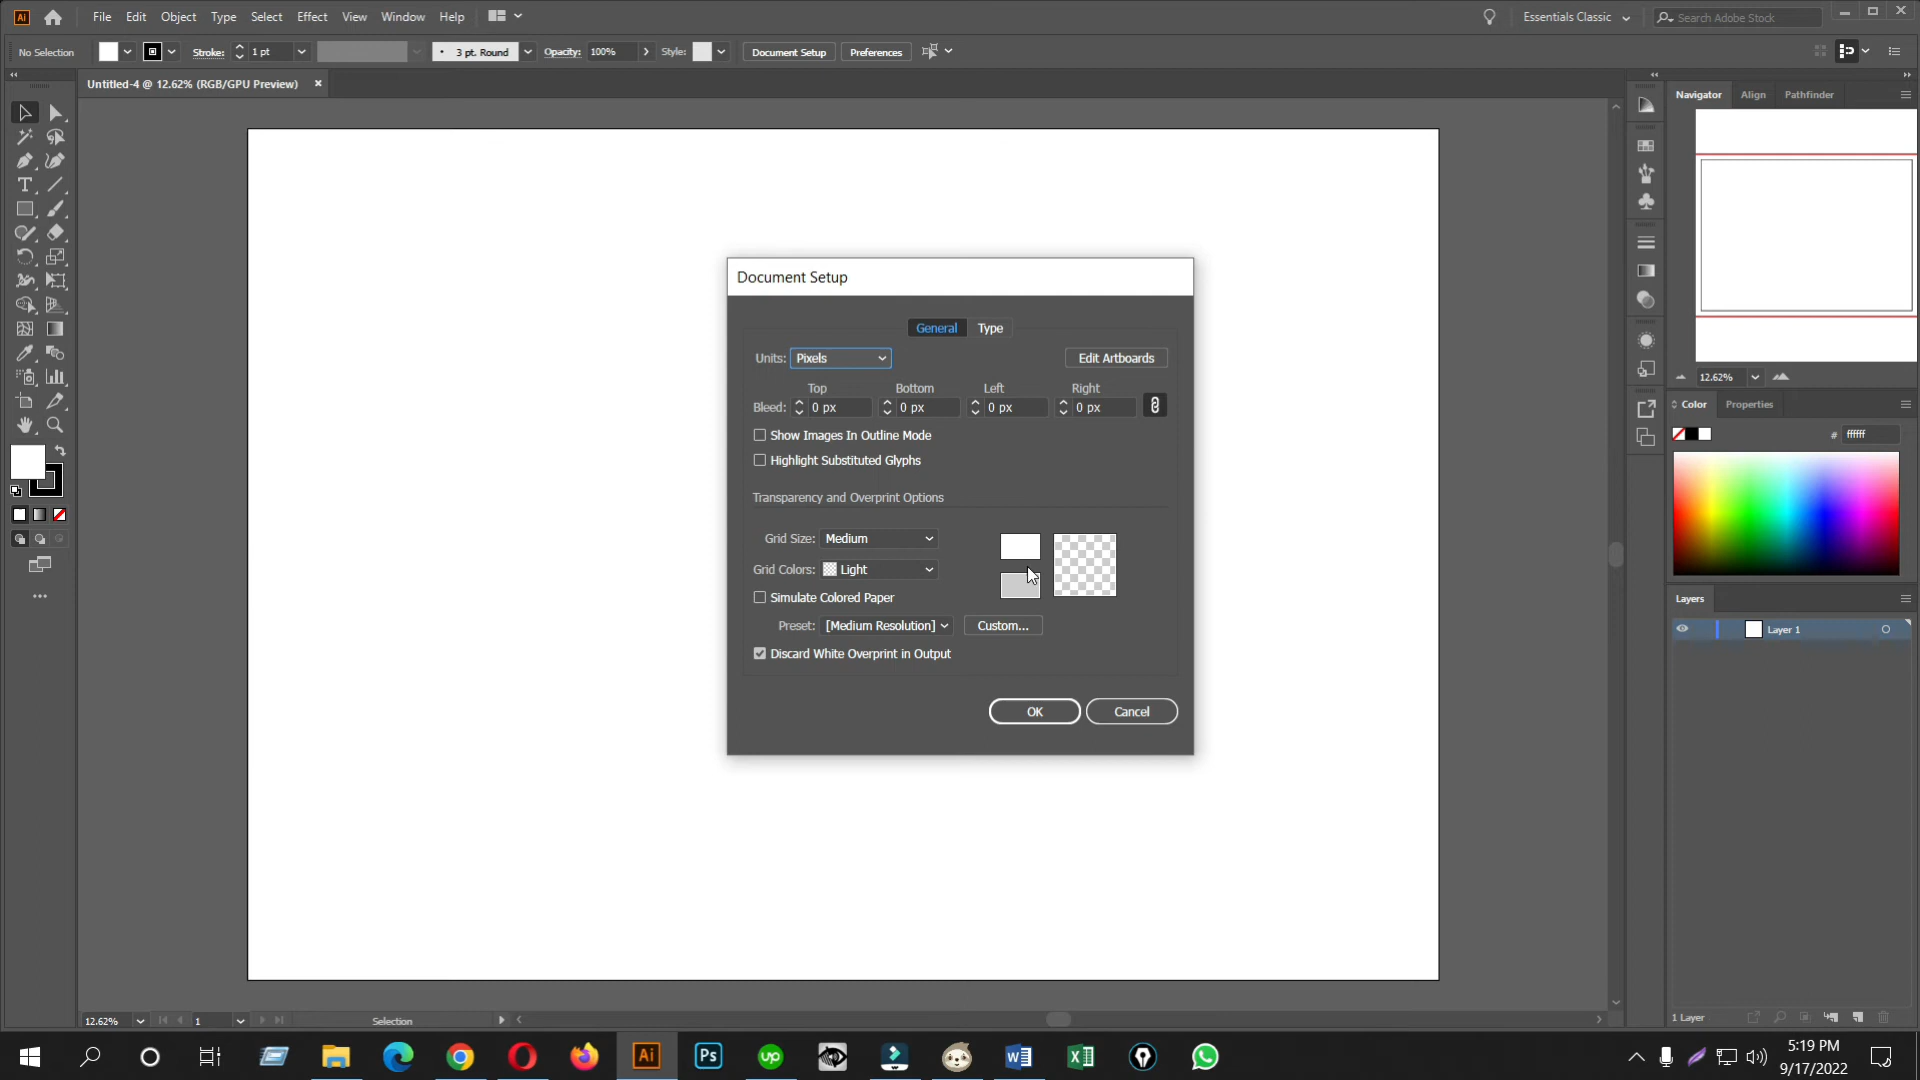 Ai File Edit Object Type Select Effect View Window Help Essentials Classic Search Adobe Stock
No Selection Stroke: 1 pt 3 pt. Round Opacity: 100% Style: Document Setup Preferences
Untitled-4 @ 12.62% (RGB/GPU Preview)
Navigator Align Pathfinder
Document Setup
General Type
Units: Pixels Edit Artboards
Top Bottom Left Right
Bleed: 0 px 0 px 0 px 0 px
Show Images In Outline Mode
Highlight Substituted Glyphs
Transparency and Overprint Options
Grid Size: Medium
Grid Colors: Light
Simulate Colored Paper
Preset: [Medium Resolution] Custom...
Discard White Overprint in Output
OK Cancel
12.62%
Color Properties
# ffffff
Layers
Layer 1
1 Layer
12.62% 1 Selection
Ai Ps up W X
5:19 PM
9/17/2022